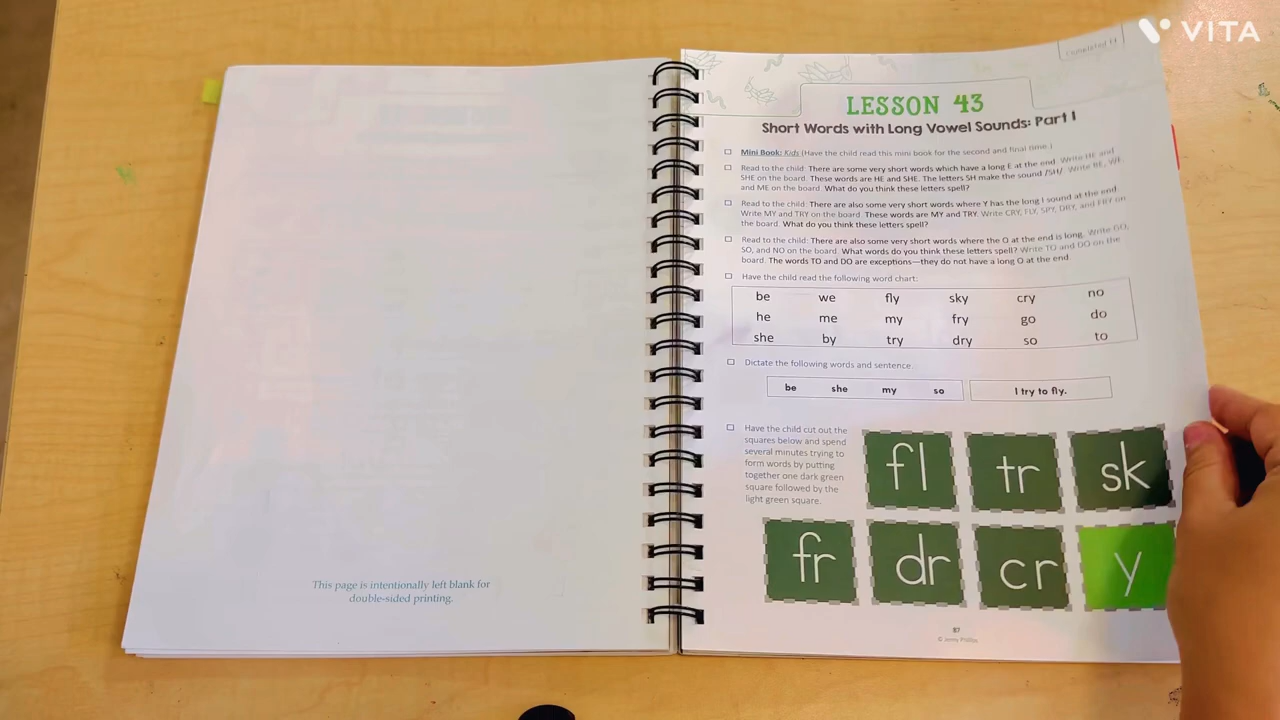 VITA
This page is intentionally left blank for
double-sided printing.
Completed
LESSON 43
Short Words with Long Vowel Sounds: Part 1
Mini Book: Kids (Have the child read this mini book for the second and final time.)
Read to the child: There are some very short words which have a long E at the end. Write HE and
SHE on the board. These words are HE and SHE. The letters SH make the sound /SH/. Write BE, WE,
and ME on the board. What do you think these letters spell?
Read to the child: There are also some very short words where Y has the long I sound at the end.
Write MY and TRY on the board. These words are MY and TRY. Write CRY, FLY, SPY, DRY, and FRY on
the board. What do you think these letters spell?
Read to the child: There are also some very short words where the O at the end is long. Write GO,
SO, and NO on the board. What words do you think these letters spell? Write TO and DO on the
board. The words TO and DO are exceptions—they do not have a long O at the end.
Have the child read the following word chart:
be we fly sky cry no
he me my fry go do
she by try dry so to
Dictate the following words and sentence.
be she my so I try to fly.
Have the child cut out the
squares below and spend
several minutes trying to
form words by putting
together one dark green
square followed by the
light green square.
fl tr sk
fr dr cr y
87
© Jenny Phillips